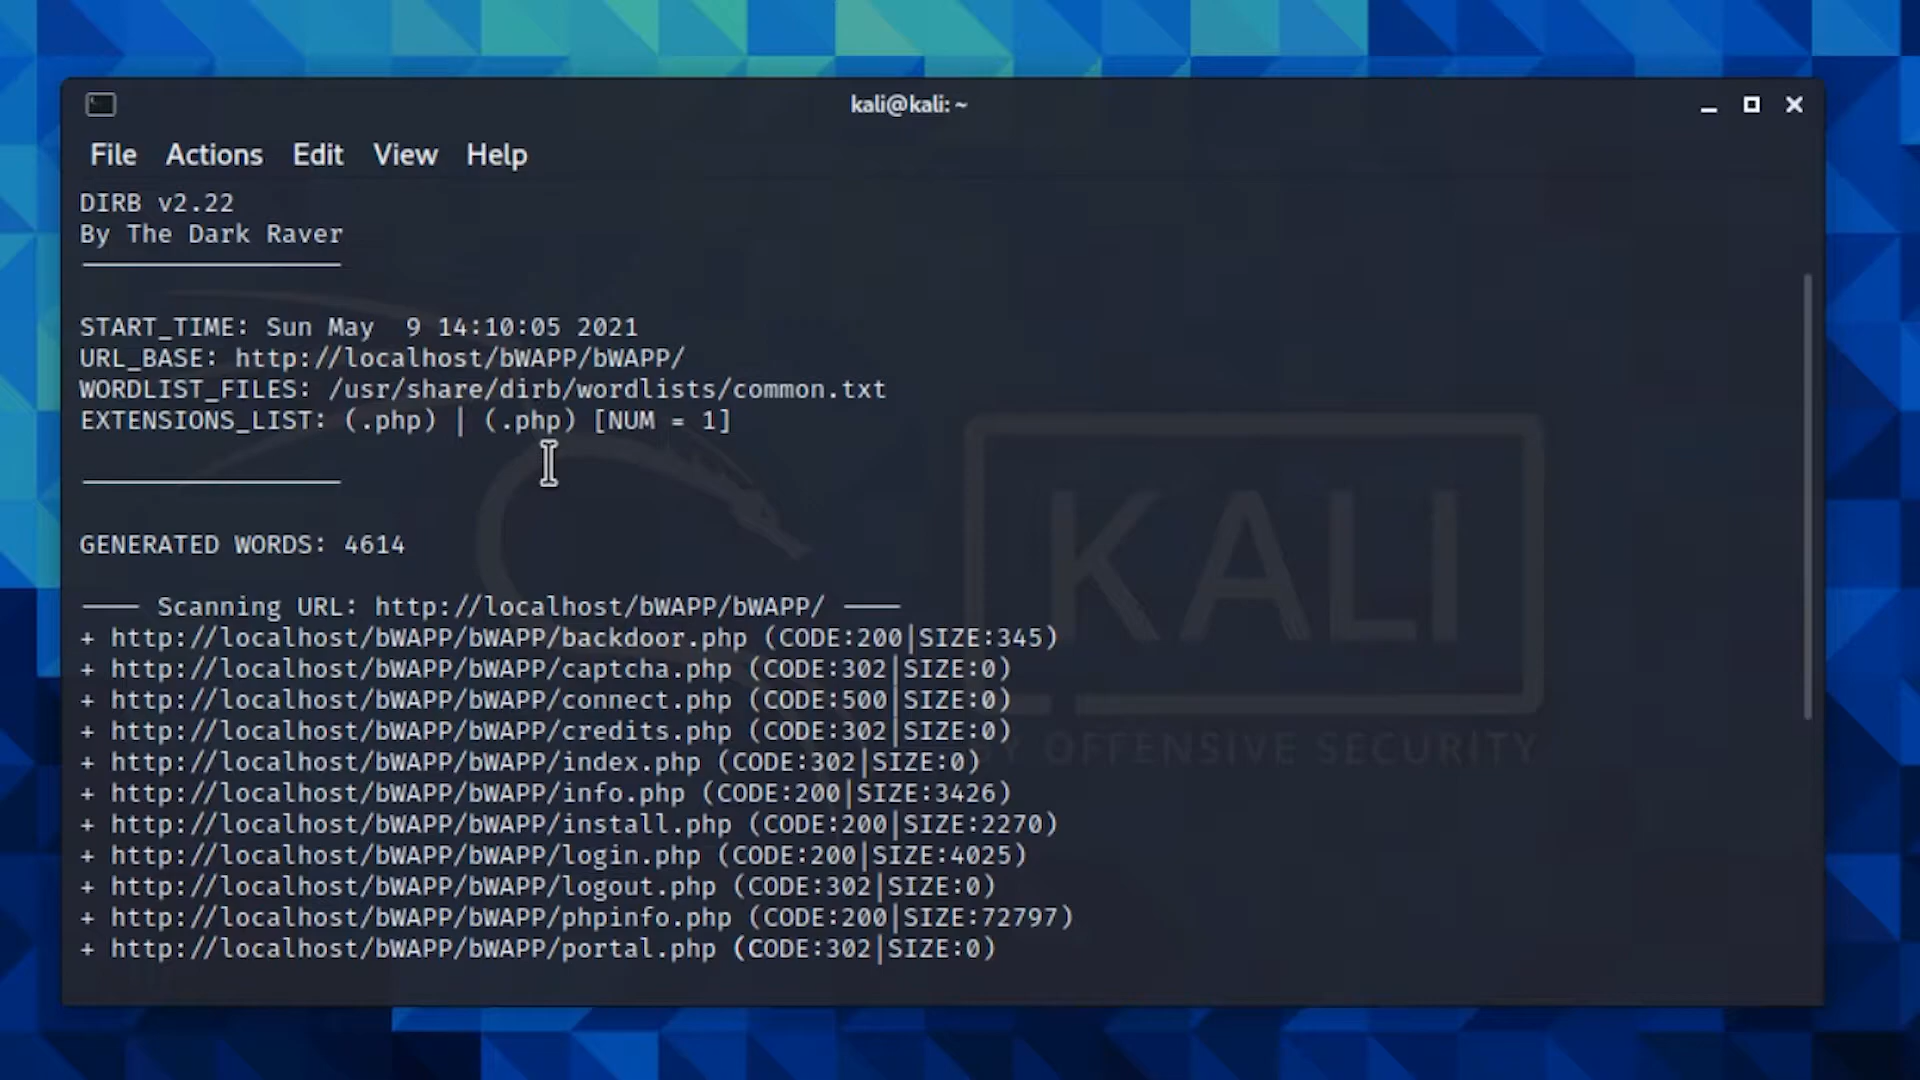 kali@kali: ~
File Actions Edit View Help
DIRB v2.22
By The Dark Raver
START_TIME: Sun May  9 14:10:05 2021
URL_BASE: http://localhost/bWAPP/bWAPP/
WORDLIST_FILES: /usr/share/dirb/wordlists/common.txt
EXTENSIONS_LIST: (.php) | (.php) [NUM = 1]
GENERATED WORDS: 4614
—— Scanning URL: http://localhost/bWAPP/bWAPP/ ——
+ http://localhost/bWAPP/bWAPP/backdoor.php (CODE:200|SIZE:345)
+ http://localhost/bWAPP/bWAPP/captcha.php (CODE:302|SIZE:0)
+ http://localhost/bWAPP/bWAPP/connect.php (CODE:500|SIZE:0)
+ http://localhost/bWAPP/bWAPP/credits.php (CODE:302|SIZE:0)
+ http://localhost/bWAPP/bWAPP/index.php (CODE:302|SIZE:0)
+ http://localhost/bWAPP/bWAPP/info.php (CODE:200|SIZE:3426)
+ http://localhost/bWAPP/bWAPP/install.php (CODE:200|SIZE:2270)
+ http://localhost/bWAPP/bWAPP/login.php (CODE:200|SIZE:4025)
+ http://localhost/bWAPP/bWAPP/logout.php (CODE:302|SIZE:0)
+ http://localhost/bWAPP/bWAPP/phpinfo.php (CODE:200|SIZE:72797)
+ http://localhost/bWAPP/bWAPP/portal.php (CODE:302|SIZE:0)
KALI
BY OFFENSIVE SECURITY